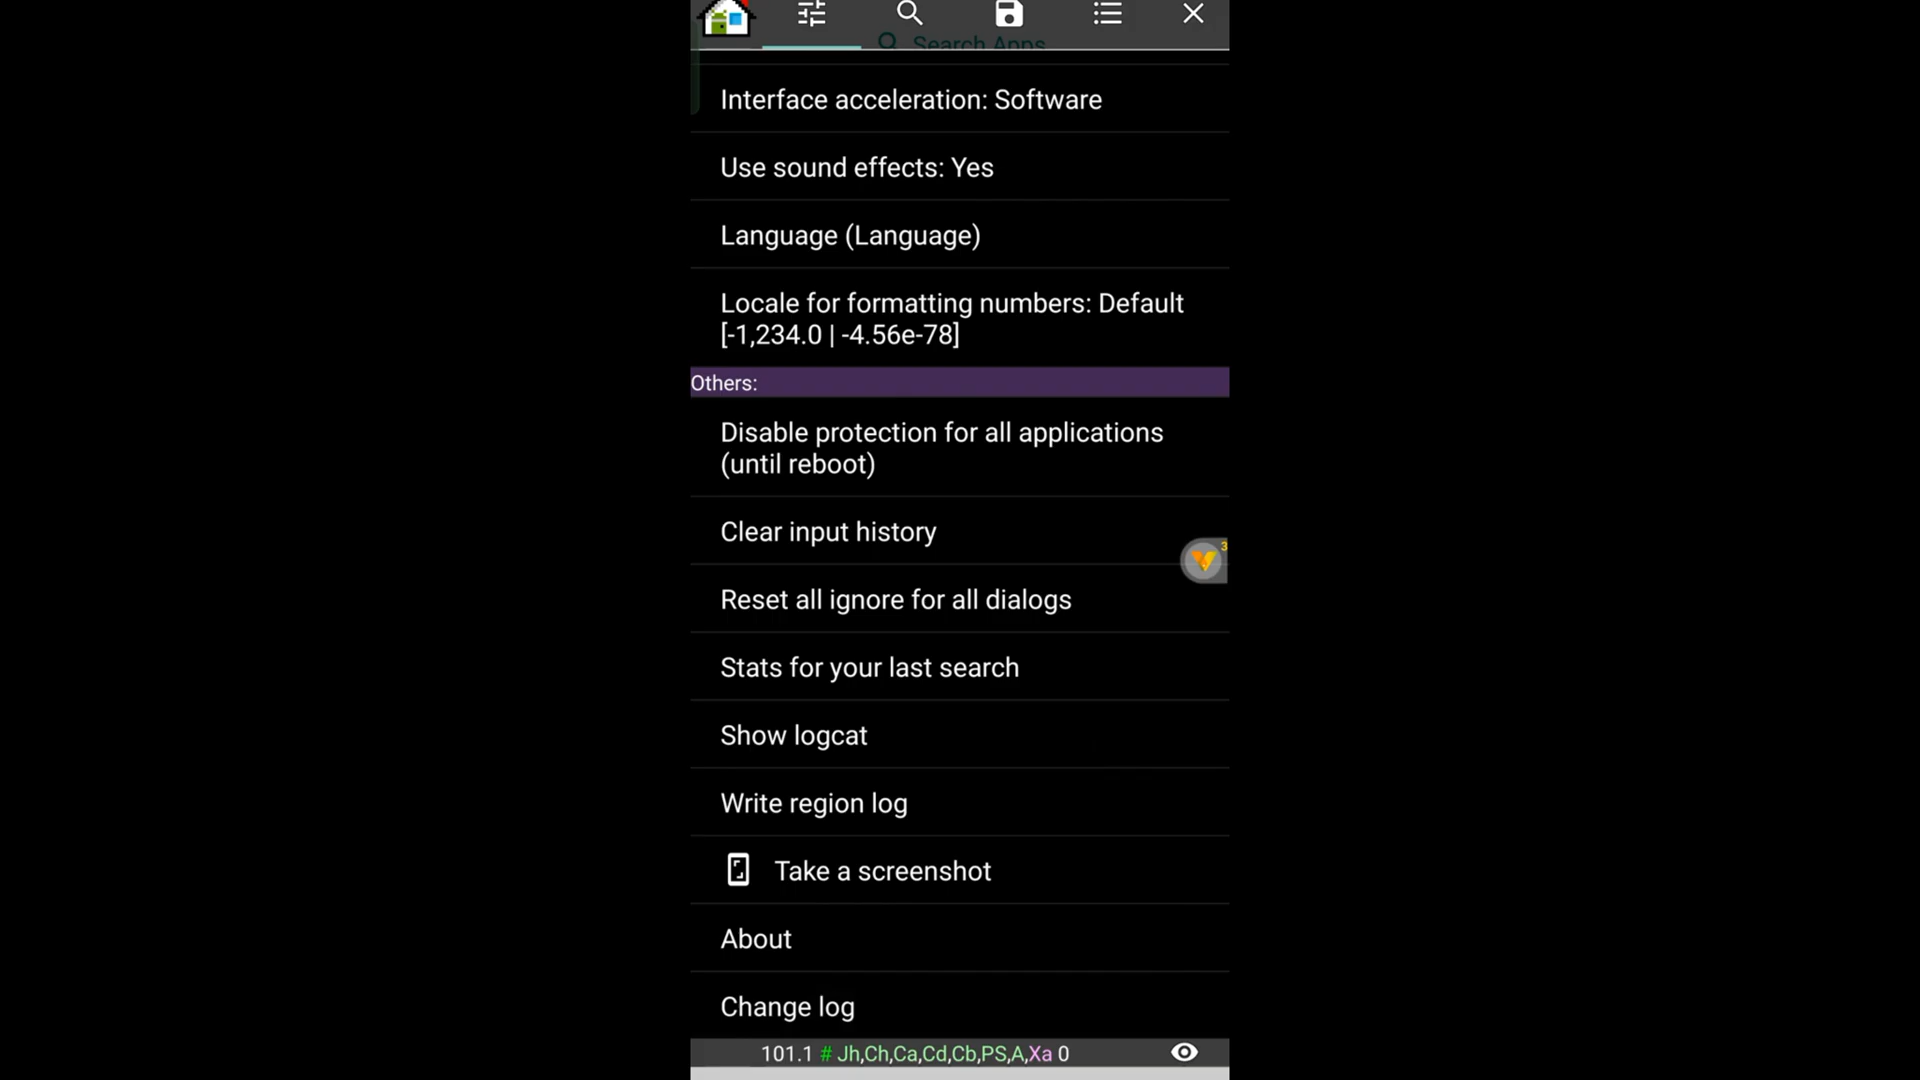 Search Apps
Interface acceleration: Software
Use sound effects: Yes
Language (Language)
Locale for formatting numbers: Default
[-1,234.0 | -4.56e-78]
Others:
Disable protection for all applications
(until reboot)
Clear input history
3
Reset all ignore for all dialogs
Stats for your last search
Show logcat
Write region log
Take a screenshot
About
Change log
101.1 # Jh,Ch,Ca,Cd,Cb,PS,A,Xa 0